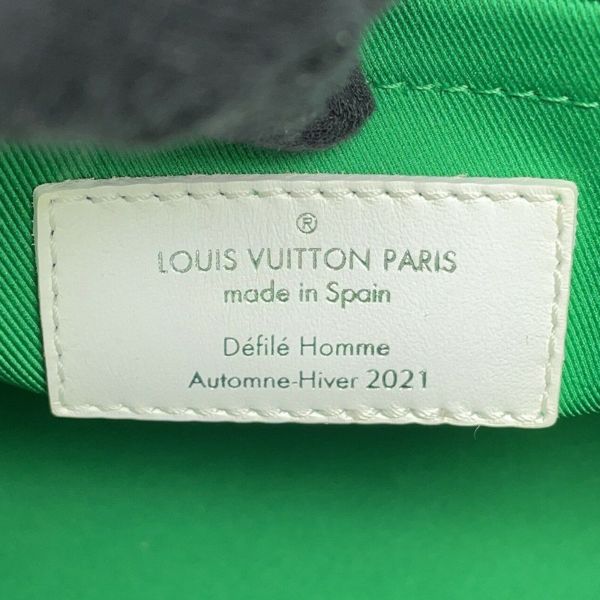 ®
LOUIS VUITTON PARIS
made in Spain
Défilé Homme
Automne-Hiver 2021